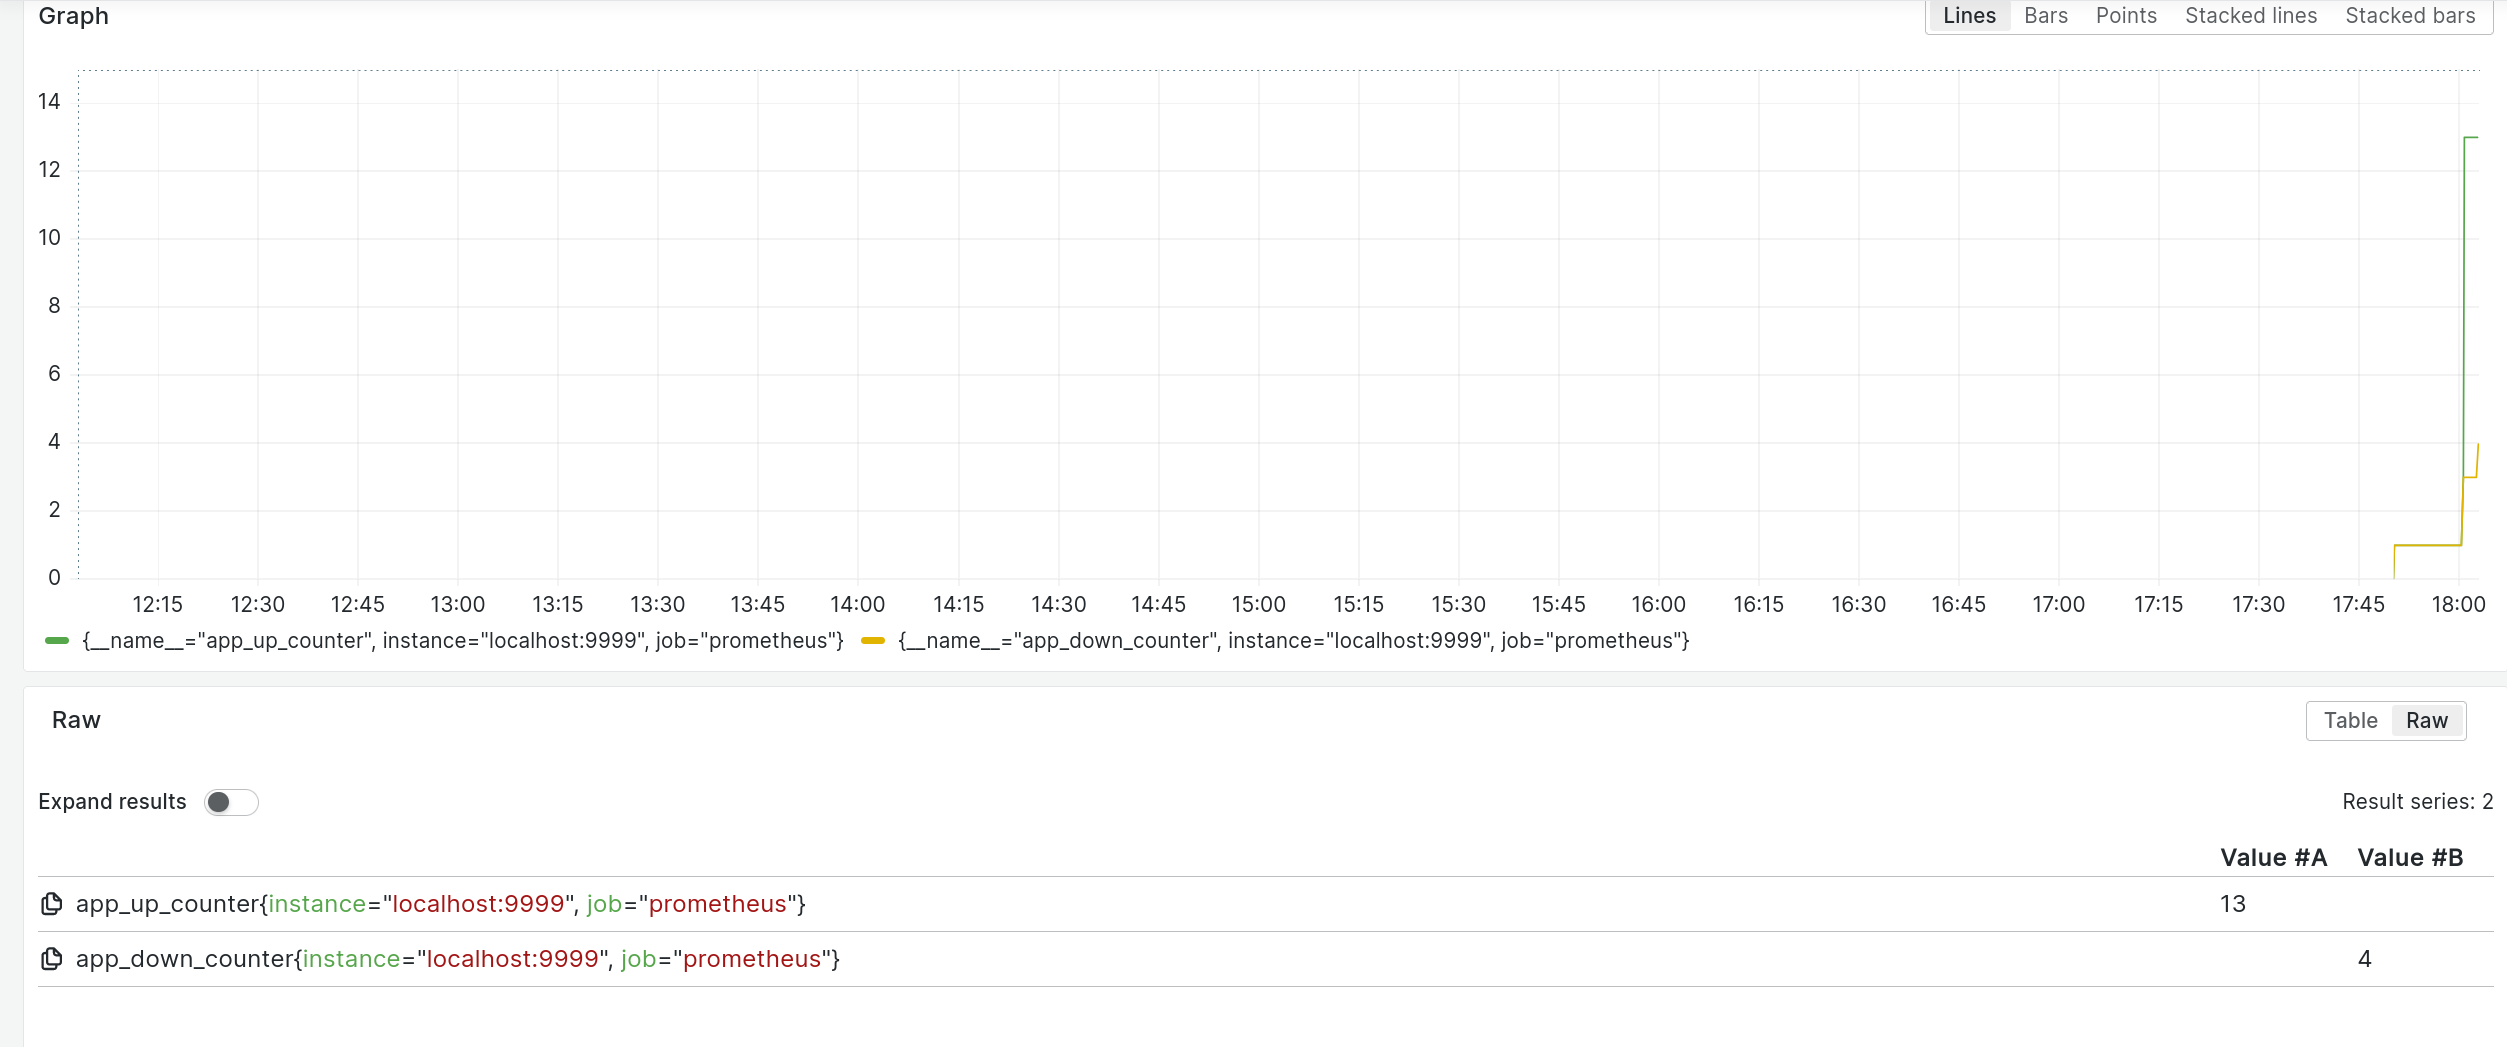 Graph
Lines Bars Points Stacked lines Stacked bars
14
12
10
8
6
4
2
0
12:15 12:30 12:45 13:00 13:15 13:30 13:45 14:00 14:15 14:30 14:45 15:00 15:15 15:30 15:45 16:00 16:15 16:30 16:45 17:00 17:15 17:30 17:45 18:00
{__name__="app_up_counter", instance="localhost:9999", job="prometheus"} {__name__="app_down_counter", instance="localhost:9999", job="prometheus"}
Raw
Table Raw
Expand results
Result series: 2
Value #A Value #B
app_up_counter{instance="localhost:9999", job="prometheus"} 13
app_down_counter{instance="localhost:9999", job="prometheus"} 4